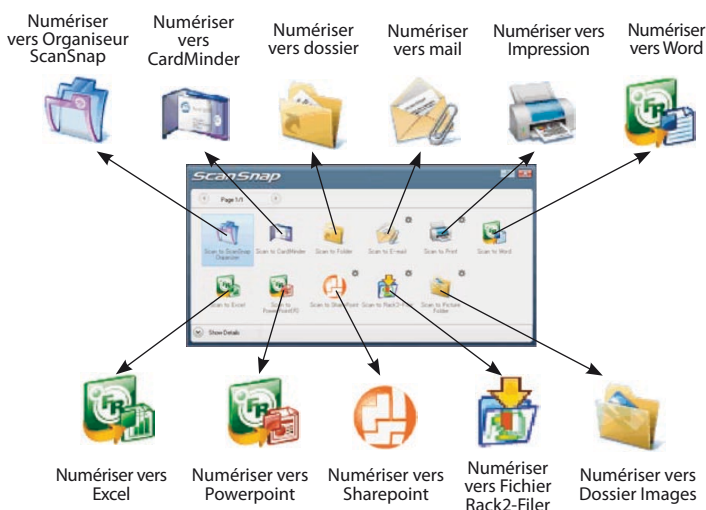 Numériser
vers Organiseur
ScanSnap
Numériser
vers
CardMinder
Numériser
vers dossier
Numériser
vers mail
Numériser vers
Impression
Numériser
vers Word
ScanSnap
Page 1/1
Scan to ScanSnap
Organizer
Scan to CardMinder
Scan to Folder
Scan to E-mail
Scan to Print
Scan to Word
Scan to Excel
Scan to
PowerPoint(R)
Scan to SharePoint
Scan to Rack2-Filer
Scan to Picture
Folder
Show Details
Numériser vers
Excel
Numériser vers
Powerpoint
Numériser vers
Sharepoint
Numériser
vers Fichier
Rack2-Filer
Numériser vers
Dossier Images